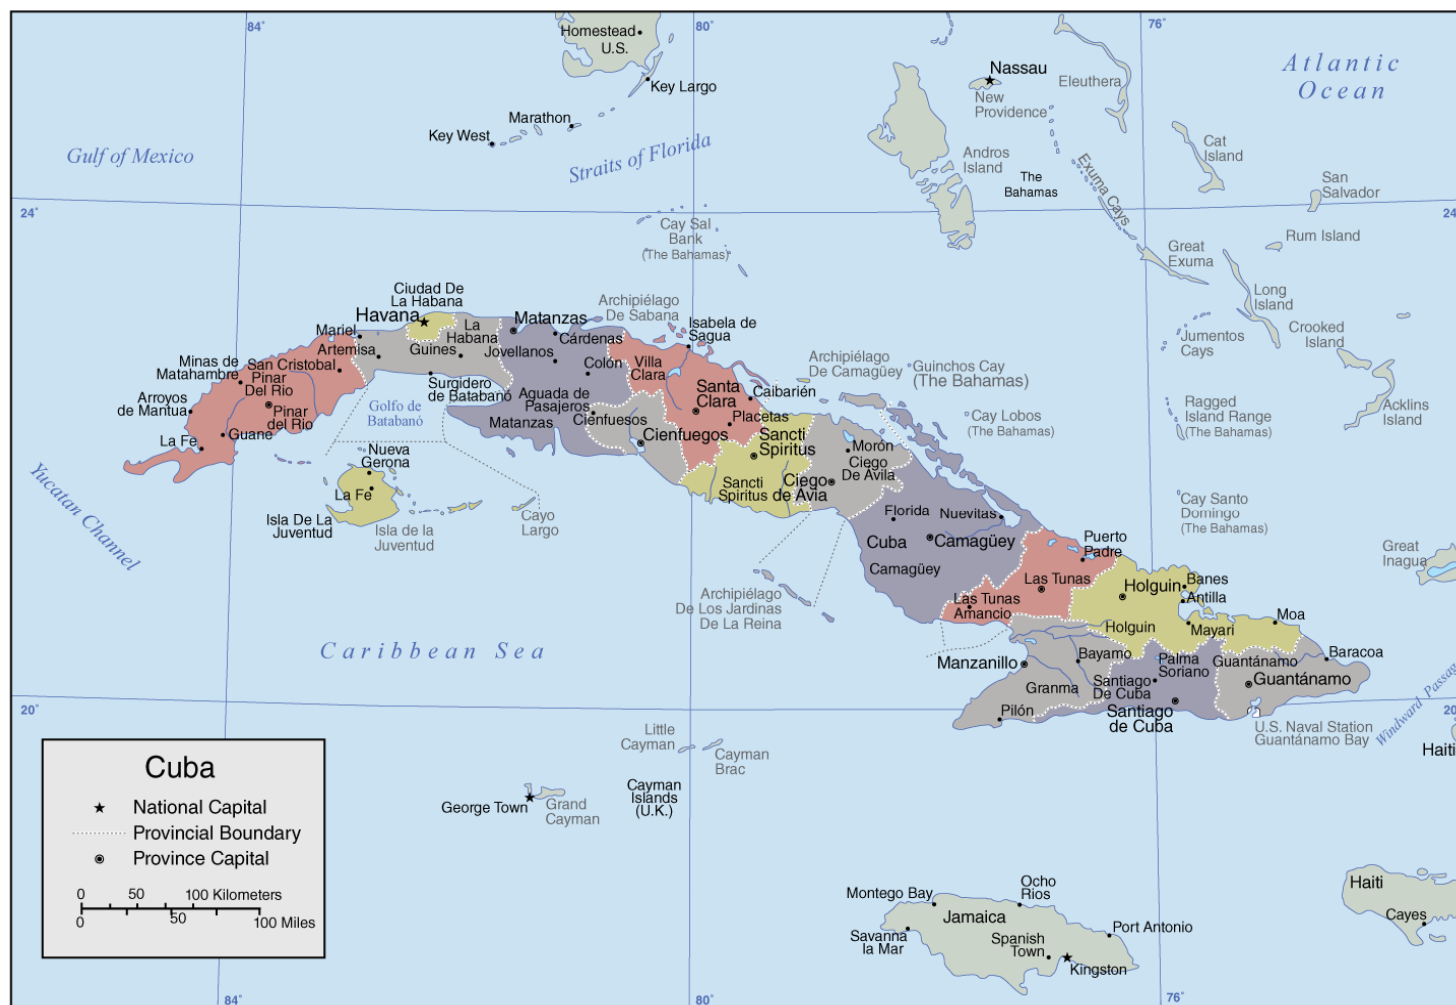 84°
80°
76°
Homestead
U.S.
Key Largo
Marathon
Key West
Nassau
New
Providence
Eleuthera
Atlantic
Ocean
Gulf of Mexico
Straits of Florida
Andros
Island
The
Bahamas
Exuma Cays
Cat
Island
San
Salvador
24°
24
Cay Sal
Bank
(The Bahamas)
Great
Exuma
Rum Island
Long
Island
Crooked
Island
Jumentos
Cays
Acklins
Island
Ragged
Island Range
(The Bahamas)
Ciudad De
La Habana
Havana
La
Habana
Mariel
Artemisa
Guines
Matanzas
Cárdenas
Jovellanos
Colón
Archipiélago
De Sabana
Isabela de
Sagua
Minas de
Matahambre
San Cristobal
Pinar
Del Rio
Pinar
del Rio
Arroyos
de Mantua
La Fe
Guane
Surgidero
de Batabanó
Golfo de
Batabanó
Aguada de
Pasajeros
Matanzas
Villa
Clara
Santa
Clara
Placetas
Caibarién
Cienfuesos
Cienfuegos
Archipiélago
De Camagüey
Guinchos Cay
(The Bahamas)
Cay Lobos
(The Bahamas)
Sancti
Spiritus
Sancti
Spiritus
Morón
Ciego
De Avila
Ciego
de Avia
Yucatan Channel
Nueva
Gerona
La Fe
Isla De La
Juventud
Isla de la
Juventud
Cayo
Largo
Florida
Nuevitas
Cuba
Camagüey
Camagüey
Cay Santo
Domingo
(The Bahamas)
Great
Inagua
Puerto
Padre
Las Tunas
Las Tunas
Amancio
Holguin
Banes
Antilla
Holguin
Mayari
Moa
Archipiélago
De Los Jardinas
De La Reina
Caribbean Sea
Manzanillo
Bayamo
Palma
Soriano
Guantánamo
Guantánamo
Baracoa
Granma
Santiago
De Cuba
Santiago
de Cuba
Pilón
U.S. Naval Station
Guantánamo Bay
Windward Passag
Haiti
20°
20
Little
Cayman
Cayman
Brac
Cayman
Islands
(U.K.)
George Town
Grand
Cayman
Cuba
National Capital
Provincial Boundary
Province Capital
0 50 100 Kilometers
0 50 100 Miles
Montego Bay
Ocho
Rios
Jamaica
Savanna
la Mar
Spanish
Town
Kingston
Port Antonio
Haiti
Cayes
84°
80°
76°